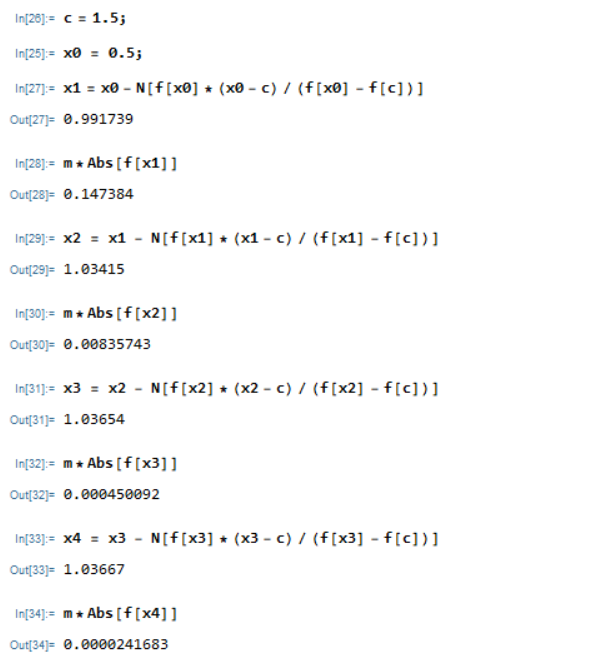 In[26]:= c = 1.5;
In[25]:= x0 = 0.5;
In[27]:= x1 = x0 - N[f[x0] * (x0 - c) / (f[x0] - f[c])]
Out[27]= 0.991739
In[28]:= m * Abs[f[x1]]
Out[28]= 0.147384
In[29]:= x2 = x1 - N[f[x1] * (x1 - c) / (f[x1] - f[c])]
Out[29]= 1.03415
In[30]:= m * Abs[f[x2]]
Out[30]= 0.00835743
In[31]:= x3 = x2 - N[f[x2] * (x2 - c) / (f[x2] - f[c])]
Out[31]= 1.03654
In[32]:= m * Abs[f[x3]]
Out[32]= 0.000450092
In[33]:= x4 = x3 - N[f[x3] * (x3 - c) / (f[x3] - f[c])]
Out[33]= 1.03667
In[34]:= m * Abs[f[x4]]
Out[34]= 0.0000241683